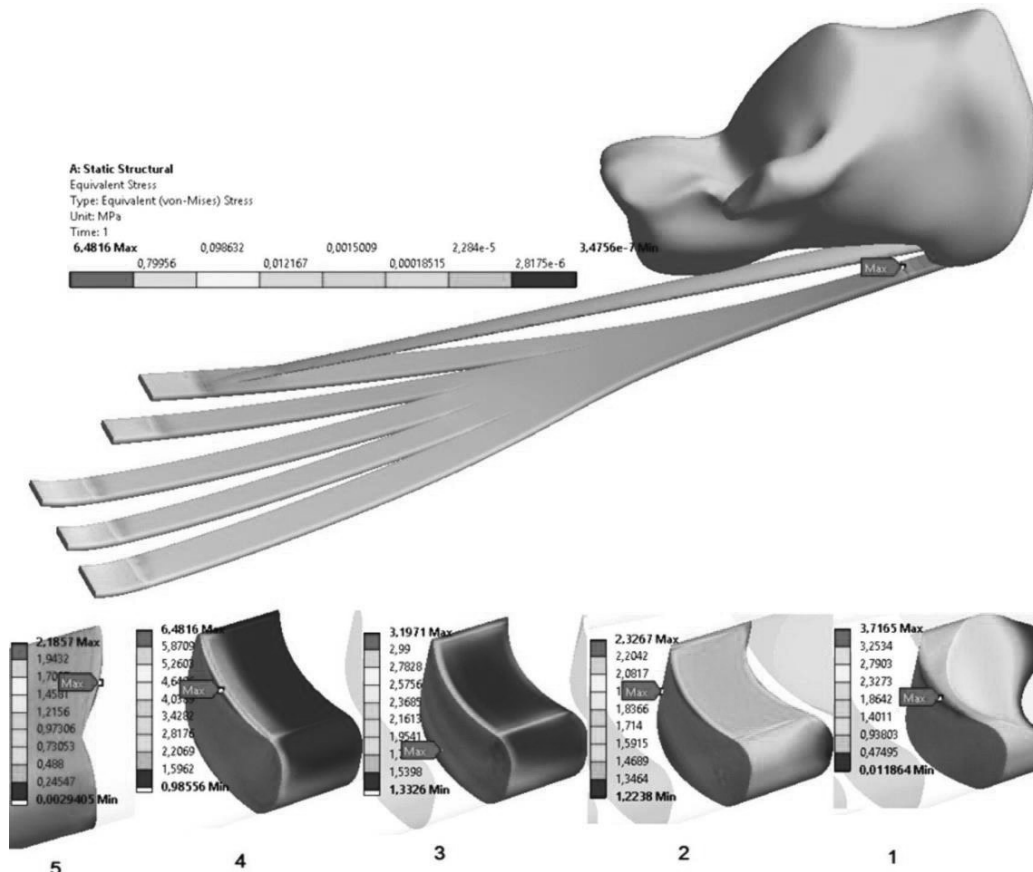 A: Static Structural
Equivalent Stress
Type: Equivalent (von-Mises) Stress
Unit: MPa
Time: 1
6,4816 Max 0,098632 0,0015009 2,284e-5 3,4756e-7 Min
0,79956 0,012167 0,00018515 2,8175e-6
Max
2,1857 Max
1,9432
Max
1,2156
0,97306
0,73053
0,488
0,24547
0,0029405 Min
5
6,4816 Max
5,8709
5,2603
Max
3,4282
2,8176
2,2069
1,5962
0,98556 Min
4
3,1971 Max
2,99
2,7828
2,5756
2,3685
2,1613
1,9541
Max
1,5398
1,3326 Min
3
2,3267 Max
2,2042
2,0817
Max
1,8366
1,714
1,5915
1,4689
1,3464
1,2238 Min
2
3,7165 Max
3,2534
2,7903
2,3273
1,8642
Max
1,4011
0,93803
0,47495
0,011864 Min
1